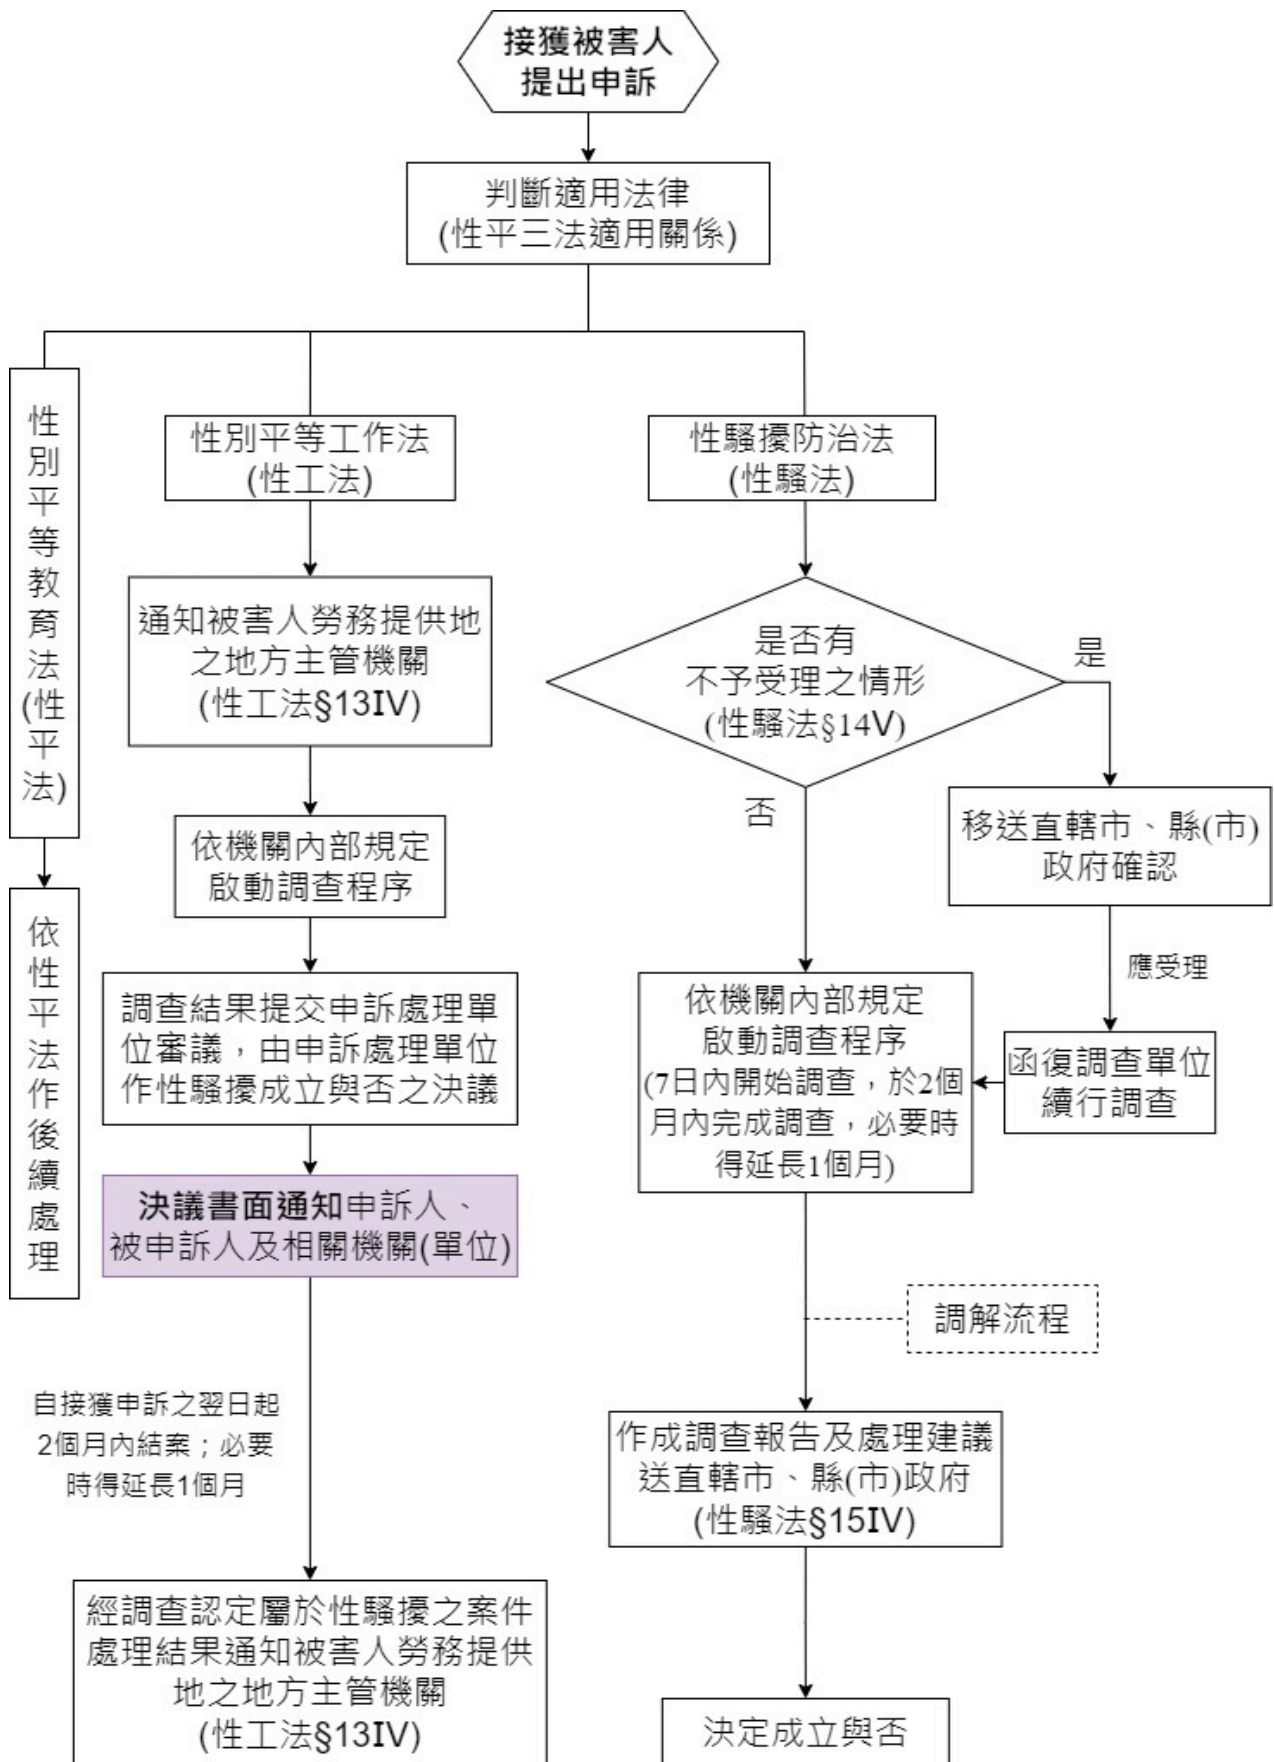 接獲被害人
提出申訴
判斷適用法律
(性平三法適用關係)
性別平等教育法(性平法)
依性平法作後續處理
性別平等工作法
(性工法)
通知被害人勞務提供地
之地方主管機關
(性工法§13IV)
依機關內部規定
啟動調查程序
調查結果提交申訴處理單
位審議，由申訴處理單位
作性騷擾成立與否之決議
決議書面通知申訴人、
被申訴人及相關機關(單位)
自接獲申訴之翌日起
2個月內結案；必要
時得延長1個月
經調查認定屬於性騷擾之案件
處理結果通知被害人勞務提供
地之地方主管機關
(性工法§13IV)
性騷擾防治法
(性騷法)
是否有
不予受理之情形
(性騷法§14V)
是
否
移送直轄市、縣(市)
政府確認
應受理
函復調查單位
續行調查
依機關內部規定
啟動調查程序
(7日內開始調查，於2個
月內完成調查，必要時
得延長1個月)
調解流程
作成調查報告及處理建議
送直轄市、縣(市)政府
(性騷法§15IV)
決定成立與否